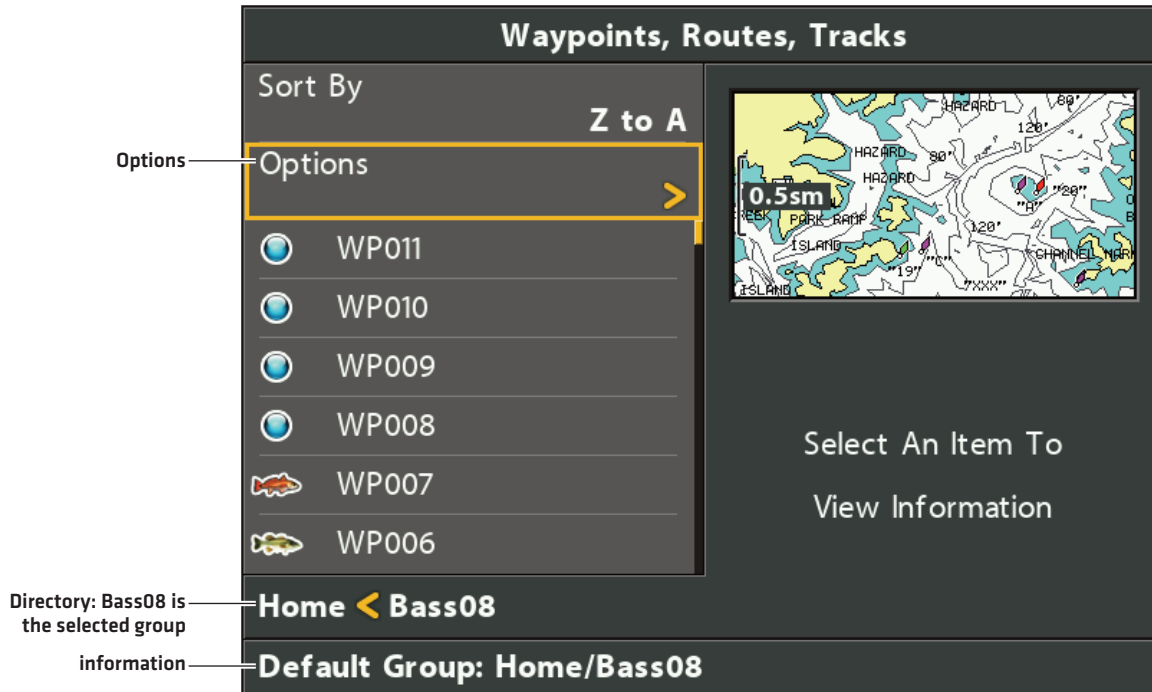 Waypoints, Routes, Tracks
Sort By
Z to A
Options
Options
WP011
WP010
WP009
WP008
WP007
WP006
HAZARD
80'
120'
HAZARD
80'
HAZARD
0.5sm
"20"
"A"
PARK RAMP
120'
ISLAND
"C"
"19"
CHANNEL MAR
"XXX"
ISLAND
Select An Item To
View Information
Directory: Bass08 is
the selected group
Home < Bass08
information
Default Group: Home/Bass08